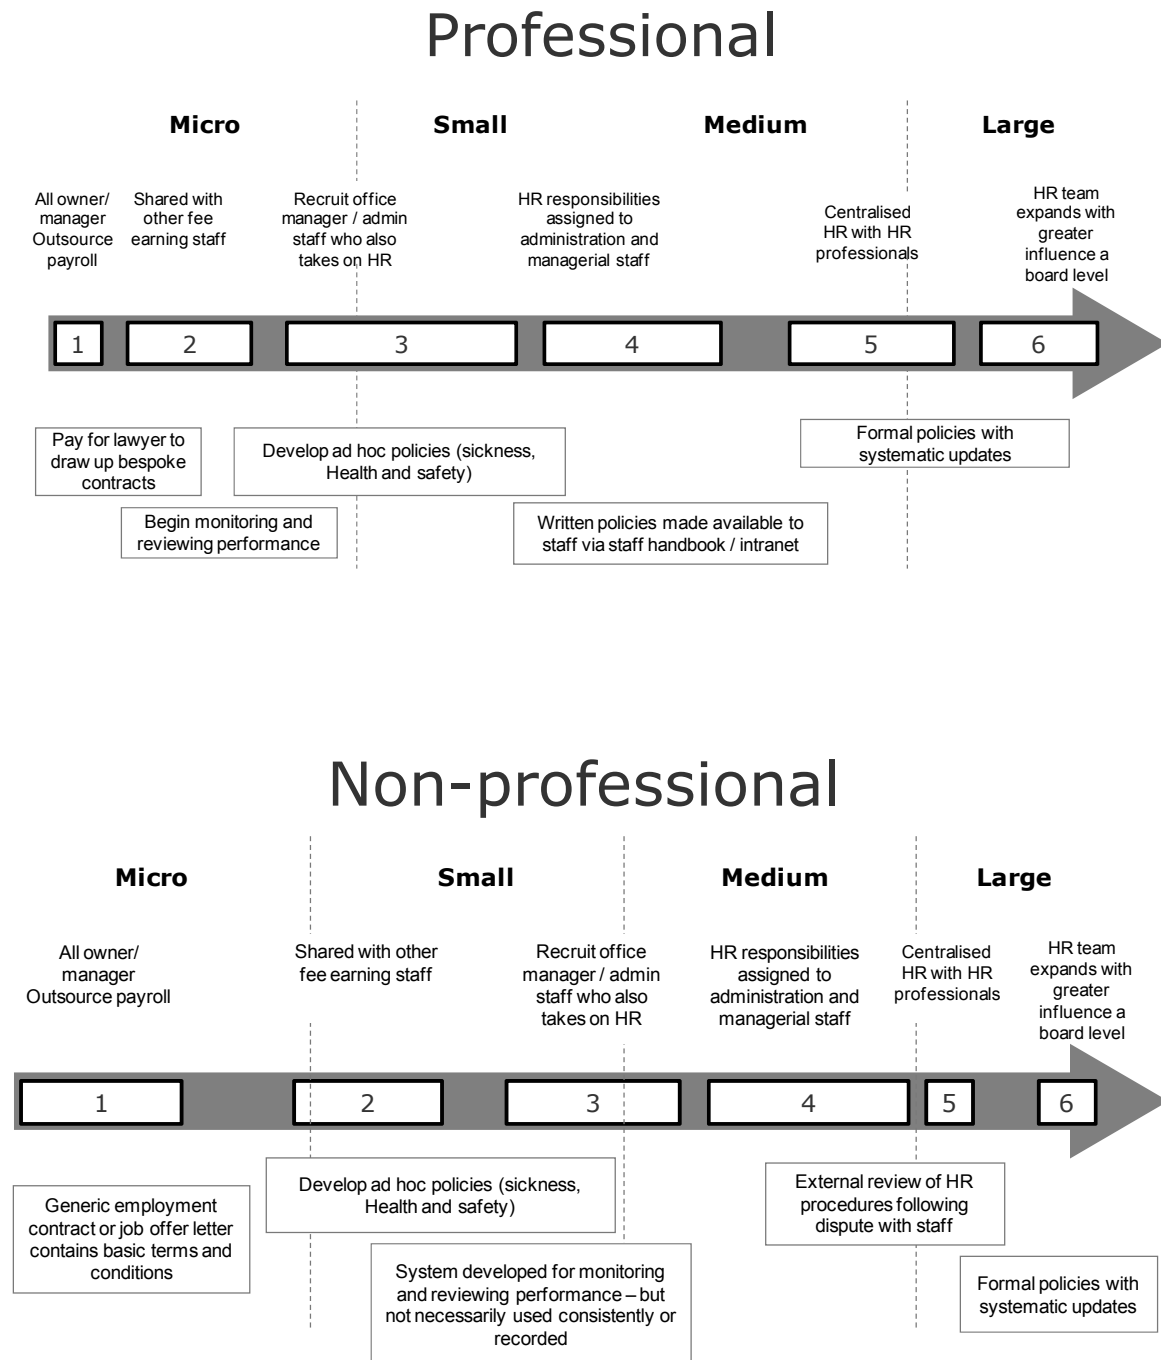 Professional
Micro
Small
Medium
Large
All owner/
manager
Outsource
payroll
Shared with
other fee
earning staff
Recruit office
manager / admin
staff who also
takes on HR
HR responsibilities
assigned to
administration and
managerial staff
Centralised
HR with HR
professionals
HR team
expands with
greater
influence a
board level
1
2
3
4
5
6
Pay for lawyer to
draw up bespoke
contracts
Begin monitoring and
reviewing performance
Develop ad hoc policies (sickness,
Health and safety)
Written policies made available to
staff via staff handbook / intranet
Formal policies with
systematic updates
Non-professional
Micro
Small
Medium
Large
All owner/
manager
Outsource payroll
Shared with other
fee earning staff
Recruit office
manager / admin
staff who also
takes on HR
HR responsibilities
assigned to
administration and
managerial staff
Centralised
HR with HR
professionals
HR team
expands with
greater
influence a
board level
1
2
3
4
5
6
Generic employment
contract or job offer letter
contains basic terms and
conditions
Develop ad hoc policies (sickness,
Health and safety)
System developed for monitoring
and reviewing performance – but
not necessarily used consistently or
recorded
External review of HR
procedures following
dispute with staff
Formal policies with
systematic updates